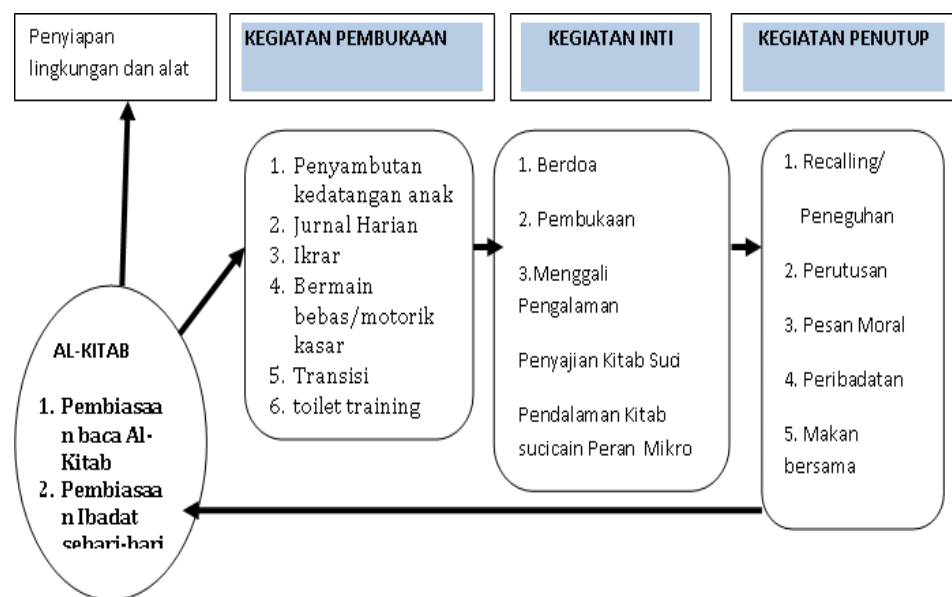 Penyiapan
lingkungan dan alat
KEGIATAN PEMBUKAAN
KEGIATAN INTI
KEGIATAN PENUTUP
1. Penyambutan
kedatangan anak
2. Jurnal Harian
3. Ikrar
4. Bermain
bebas/motorik
kasar
5. Transisi
6. toilet training
1. Berdoa
2. Pembukaan
3.Menggali
Pengalaman
Penyajian Kitab Suci
Pendalaman Kitab
sucicain Peran Mikro
1. Recalling/
Peneguhan
2. Perutusan
3. Pesan Moral
4. Peribadatan
5. Makan
bersama
AL-KITAB
1. Pembiasaa
n baca Al-
Kitab
2. Pembiasaa
n Ibadat
sehari-hari